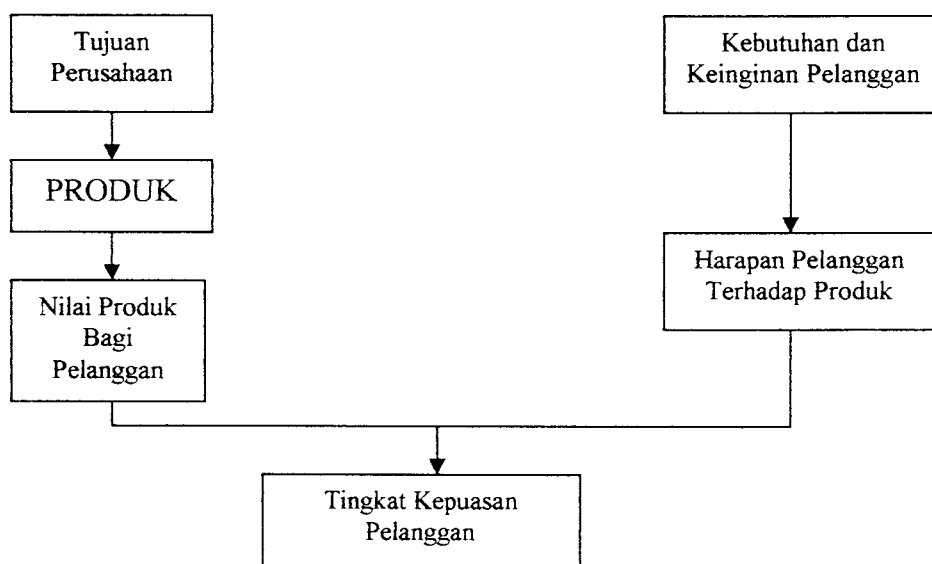 Tujuan
Perusahaan
Kebutuhan dan
Keinginan Pelanggan
PRODUK
Harapan Pelanggan
Terhadap Produk
Nilai Produk
Bagi
Pelanggan
Tingkat Kepuasan
Pelanggan